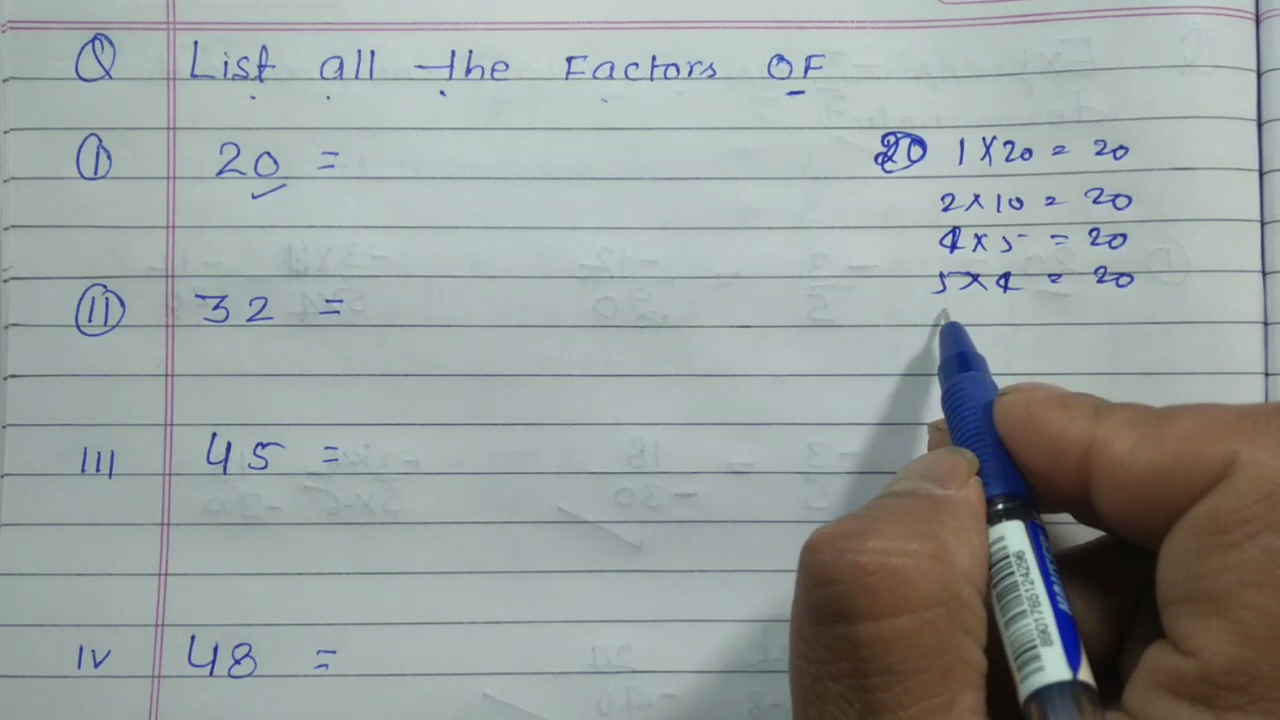 Q List all the Factors OF
I 20 =
20 1 X 20 = 20
2 X 10 = 20
4 X 5 = 20
5 X 4 = 20
II 32 =
III 45 =
IV 48 =
8901765124296